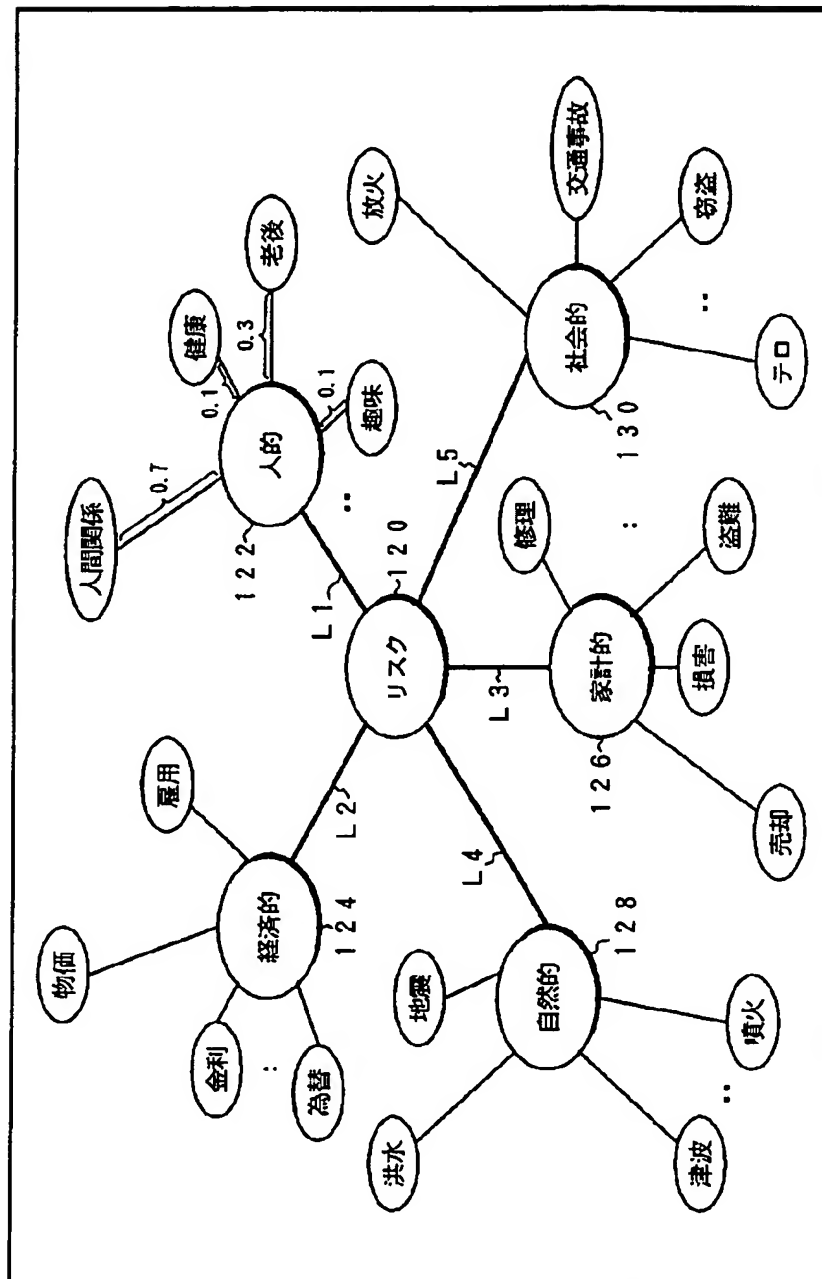 人間関係
0.7
健康
0.1
0.3
老後
人的
122
0.1
趣味
:
L1
物価
雇用
金利
:
為替
経済的
124
L2
リスク
120
L5
放火
交通事故
社会的
130
窃盗
:
テロ
L3
修理
:
家計的
126
盗難
損害
売却
L4
洪水
地震
自然的
128
津波
:
噴火